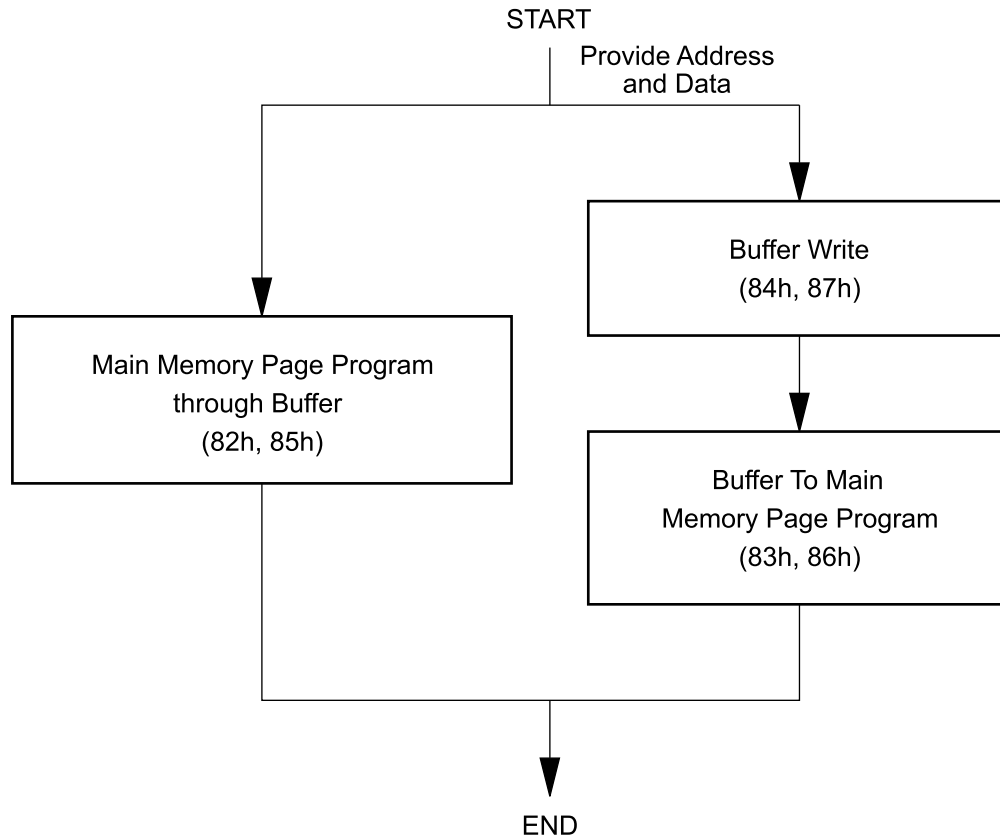 START
Provide Address
and Data
Buffer Write
(84h, 87h)
Main Memory Page Program
through Buffer
(82h, 85h)
Buffer To Main
Memory Page Program
(83h, 86h)
END